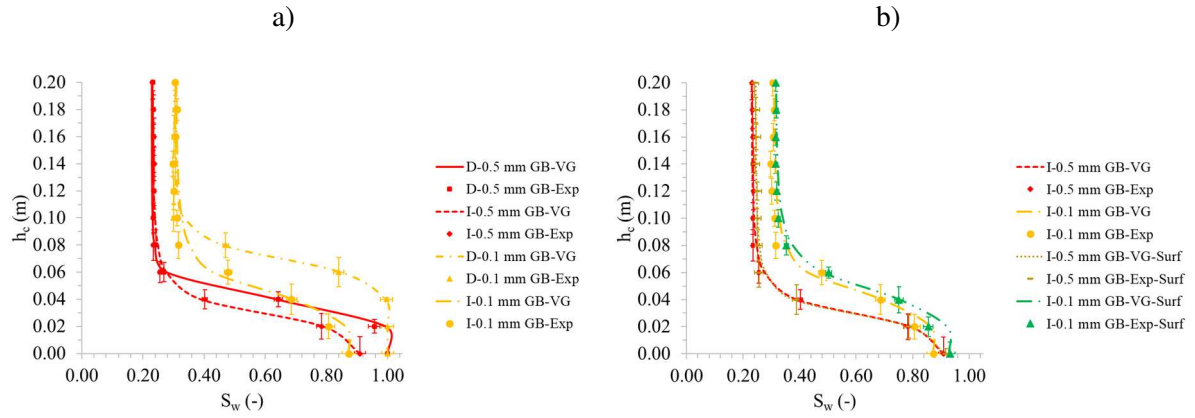 a)
0.20
0.18
0.16
0.14
0.12
0.10
0.08
0.06
0.04
0.02
0.00
h_c (m)
0.00 0.20 0.40 0.60 0.80 1.00
S_w (-)
D-0.5 mm GB-VG
D-0.5 mm GB-Exp
I-0.5 mm GB-VG
I-0.5 mm GB-Exp
D-0.1 mm GB-VG
D-0.1 mm GB-Exp
I-0.1 mm GB-VG
I-0.1 mm GB-Exp
b)
0.20
0.18
0.16
0.14
0.12
0.10
0.08
0.06
0.04
0.02
0.00
h_c (m)
0.00 0.20 0.40 0.60 0.80 1.00
S_w (-)
I-0.5 mm GB-VG
I-0.5 mm GB-Exp
I-0.1 mm GB-VG
I-0.1 mm GB-Exp
I-0.5 mm GB-VG-Surf
I-0.5 mm GB-Exp-Surf
I-0.1 mm GB-VG-Surf
I-0.1 mm GB-Exp-Surf